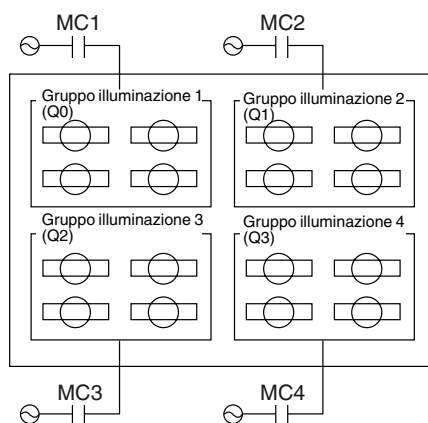 MC1
MC2
Gruppo illuminazione 1
(Q0)
Gruppo illuminazione 2
(Q1)
Gruppo illuminazione 3
(Q2)
Gruppo illuminazione 4
(Q3)
MC3
MC4